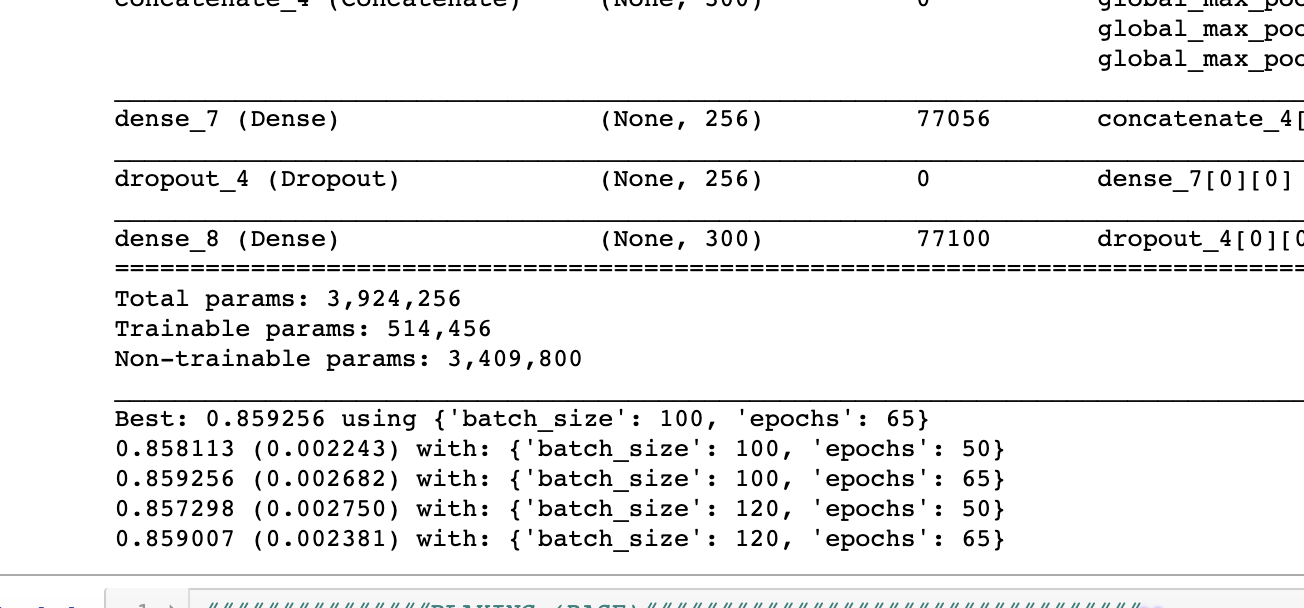 concatenate_4 (Concatenate) (None, 300) 0 global_max_poo
global_max_poo
global_max_poo
dense_7 (Dense) (None, 256) 77056 concatenate_4[
dropout_4 (Dropout) (None, 256) 0 dense_7[0][0]
dense_8 (Dense) (None, 300) 77100 dropout_4[0][0
Total params: 3,924,256
Trainable params: 514,456
Non-trainable params: 3,409,800
Best: 0.859256 using {'batch_size': 100, 'epochs': 65}
0.858113 (0.002243) with: {'batch_size': 100, 'epochs': 50}
0.859256 (0.002682) with: {'batch_size': 100, 'epochs': 65}
0.857298 (0.002750) with: {'batch_size': 120, 'epochs': 50}
0.859007 (0.002381) with: {'batch_size': 120, 'epochs': 65}